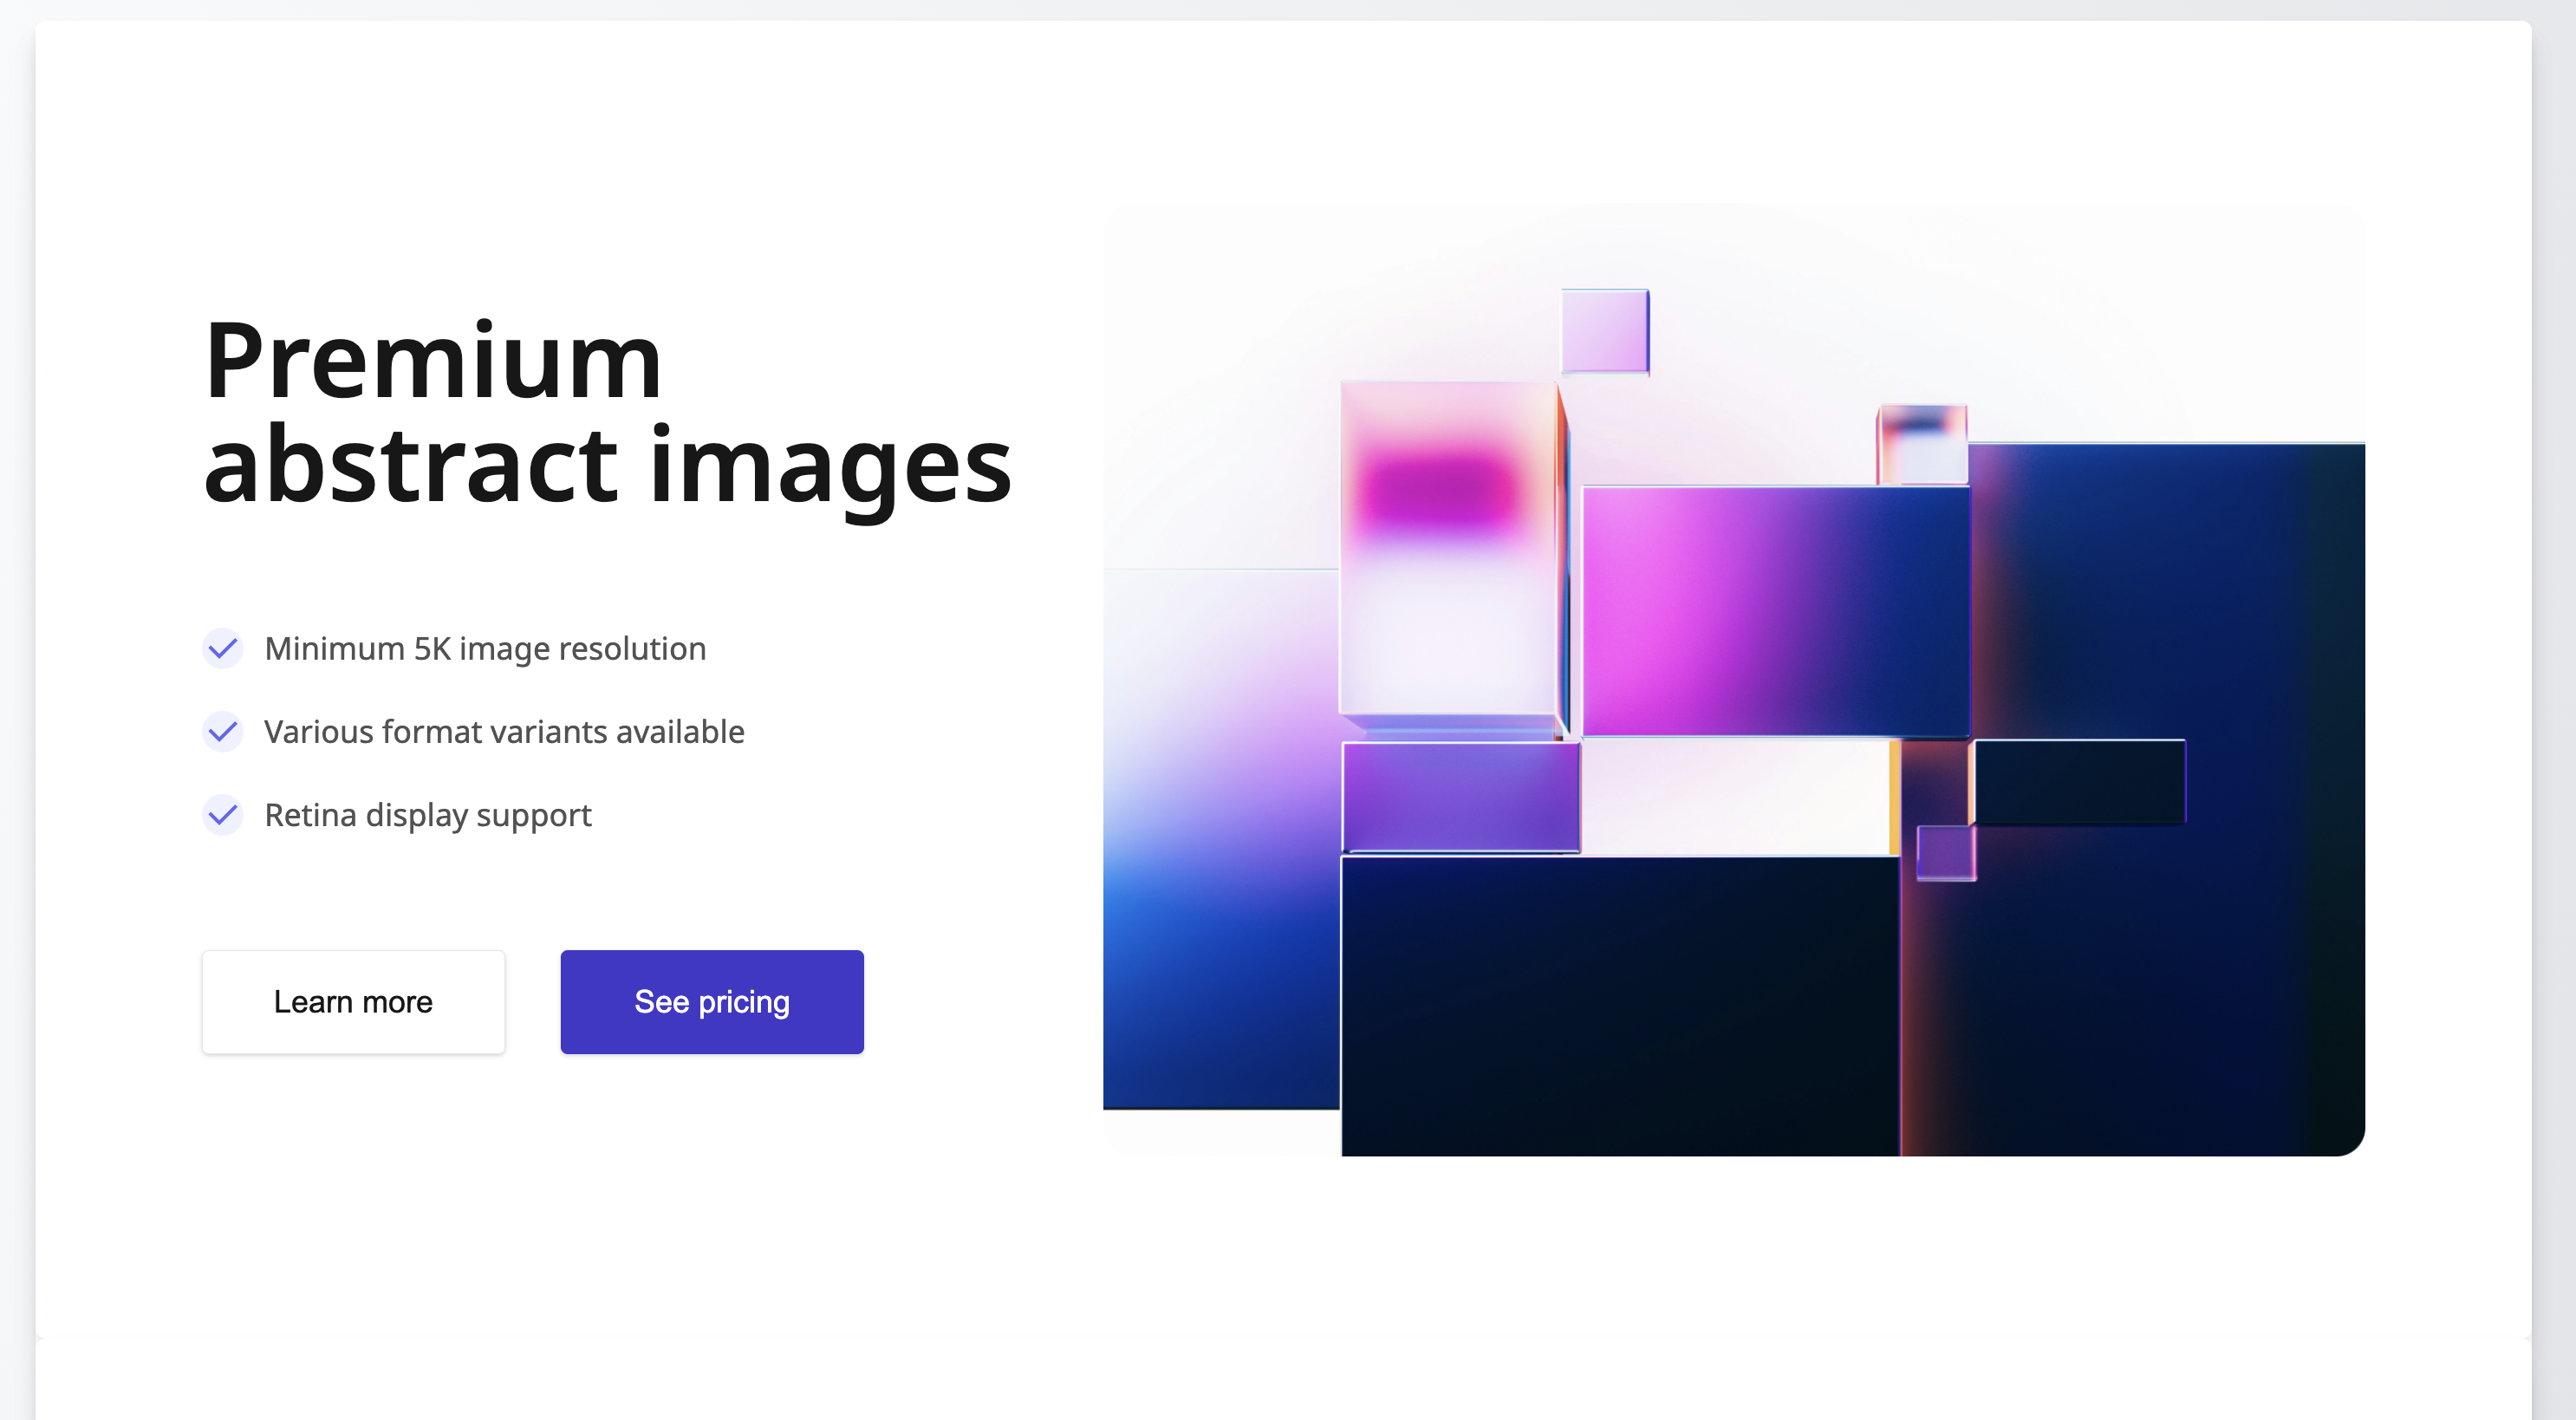 Premium
abstract images
Minimum 5K image resolution
Various format variants available
Retina display support
Learn more
See pricing